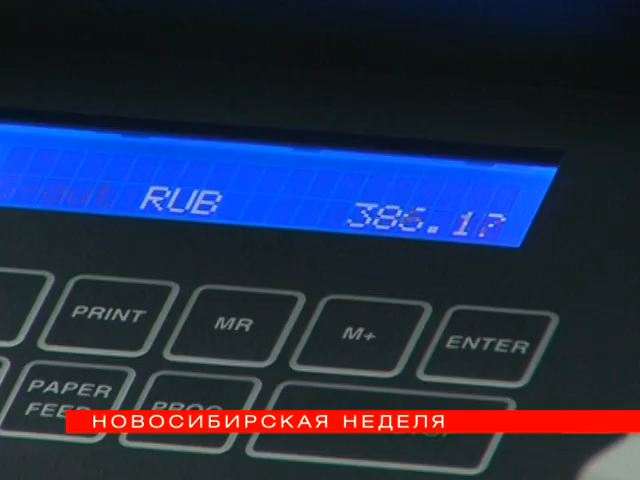 RUB 386.17
PRINT MR M+ ENTER
PAPER
FEED
НОВОСИБИРСКАЯ НЕДЕЛЯ